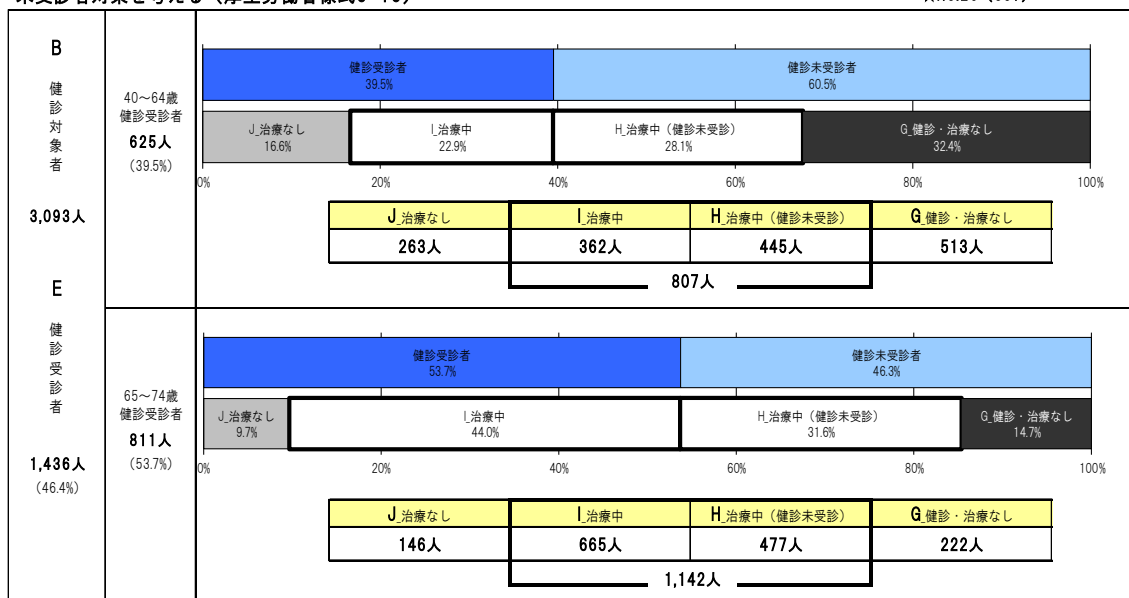 B
健診対象者
3,093人
E
健診受診者
1,436人
(46.4%)
40~64歳
健診受診者
625人
(39.5%)
健診受診者
39.5%
健診未受診者
60.5%
J_治療なし
16.6%
I_治療中
22.9%
H_治療中(健診未受診)
28.1%
G_健診・治療なし
32.4%
0% 20% 40% 60% 80% 100%
J_治療なし I_治療中 H_治療中(健診未受診) G_健診・治療なし
263人 362人 445人 513人
807人
65~74歳
健診受診者
811人
(53.7%)
健診受診者
53.7%
健診未受診者
46.3%
J_治療なし
9.7%
I_治療中
44.0%
H_治療中(健診未受診)
31.6%
G_健診・治療なし
14.7%
0% 20% 40% 60% 80% 100%
J_治療なし I_治療中 H_治療中(健診未受診) G_健診・治療なし
146人 665人 477人 222人
1,142人